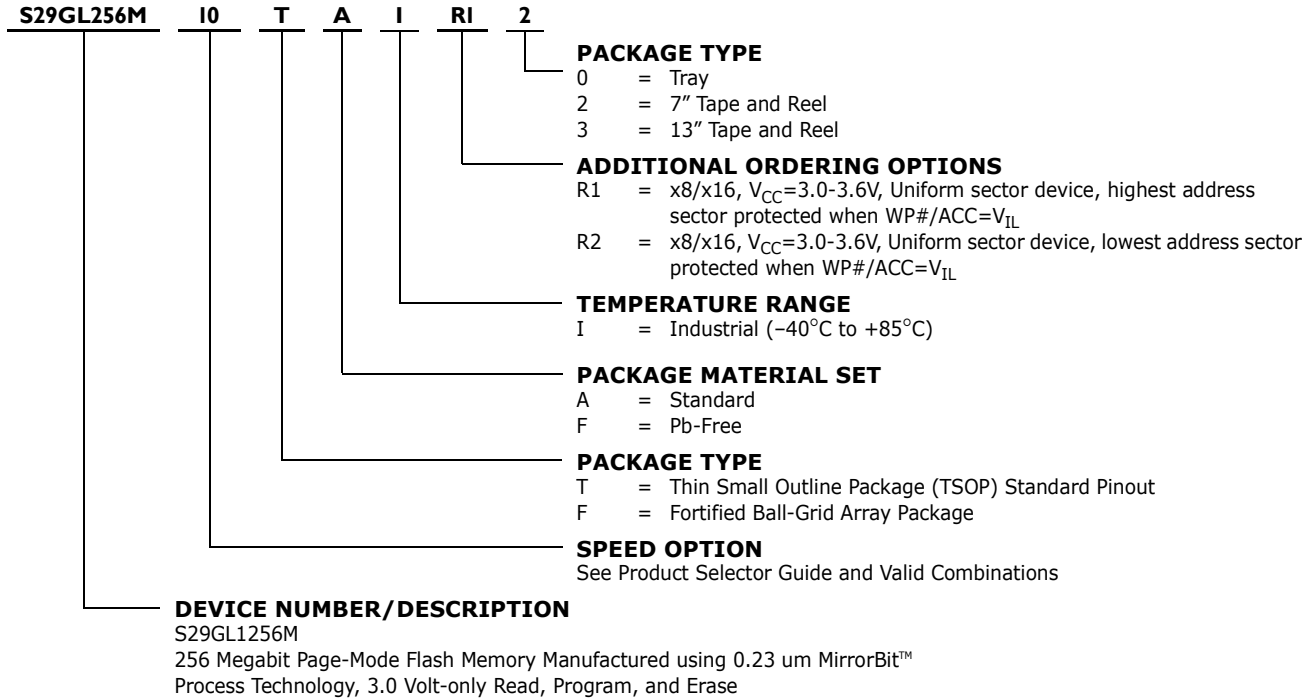 S29GL256M 10 T A I R1 2
PACKAGE TYPE
0 = Tray
2 = 7″ Tape and Reel
3 = 13″ Tape and Reel
ADDITIONAL ORDERING OPTIONS
R1 = x8/x16, VCC=3.0-3.6V, Uniform sector device, highest address
sector protected when WP#/ACC=VIL
R2 = x8/x16, VCC=3.0-3.6V, Uniform sector device, lowest address sector
protected when WP#/ACC=VIL
TEMPERATURE RANGE
I = Industrial (–40°C to +85°C)
PACKAGE MATERIAL SET
A = Standard
F = Pb-Free
PACKAGE TYPE
T = Thin Small Outline Package (TSOP) Standard Pinout
F = Fortified Ball-Grid Array Package
SPEED OPTION
See Product Selector Guide and Valid Combinations
DEVICE NUMBER/DESCRIPTION
S29GL1256M
256 Megabit Page-Mode Flash Memory Manufactured using 0.23 um MirrorBit™
Process Technology, 3.0 Volt-only Read, Program, and Erase